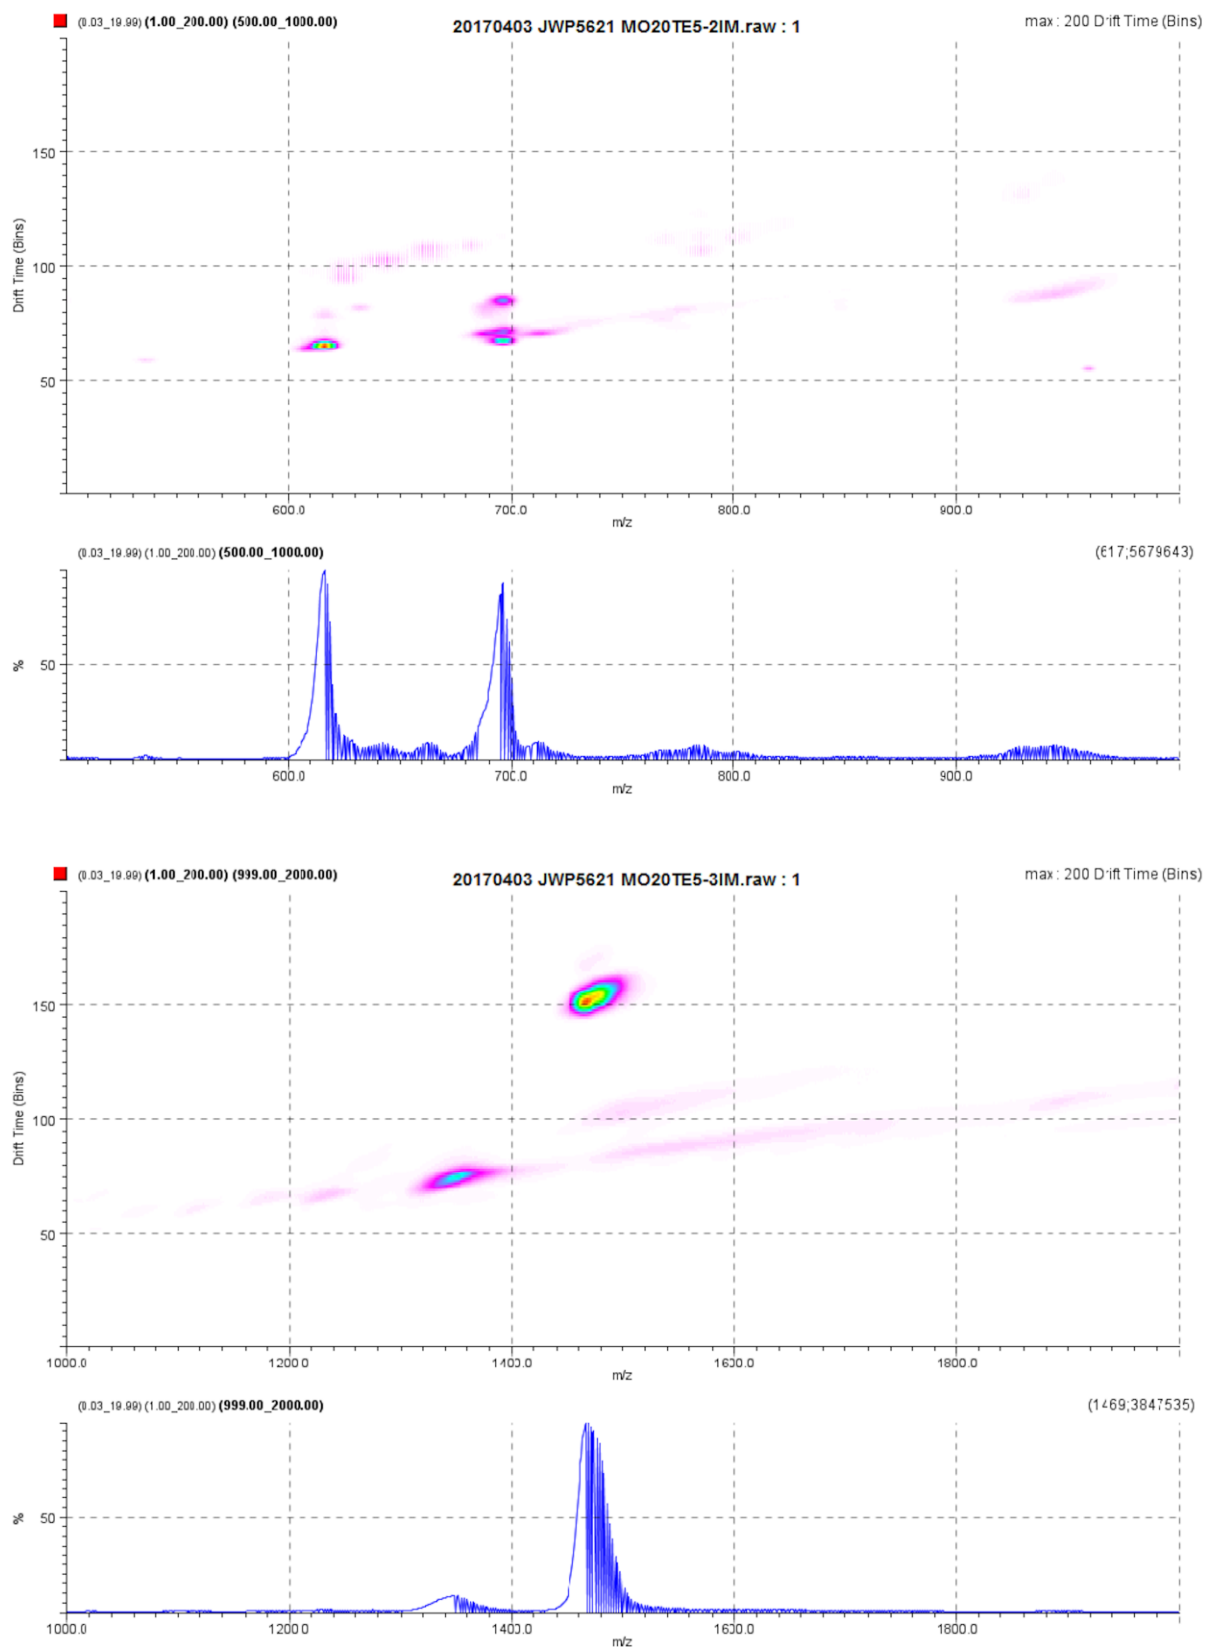 (0.03_19.99) (1.00_200.00) (500.00_1000.00)
20170403 JWP5621 MO20TE5-2IM.raw : 1
max : 200 Drift Time (Bins)
Drift Time (Bins)
150
100
50
600.0
700.0
800.0
900.0
m/z
(0.03_19.99) (1.00_200.00) (500.00_1000.00)
(617;5679643)
%
50
600.0
700.0
800.0
900.0
m/z
(0.03_19.99) (1.00_200.00) (999.00_2000.00)
20170403 JWP5621 MO20TE5-3IM.raw : 1
max : 200 Drift Time (Bins)
Drift Time (Bins)
150
100
50
1000.0
1200.0
1400.0
1600.0
1800.0
m/z
(0.03_19.99) (1.00_200.00) (999.00_2000.00)
(1469;3847535)
%
50
1000.0
1200.0
1400.0
1600.0
1800.0
m/z